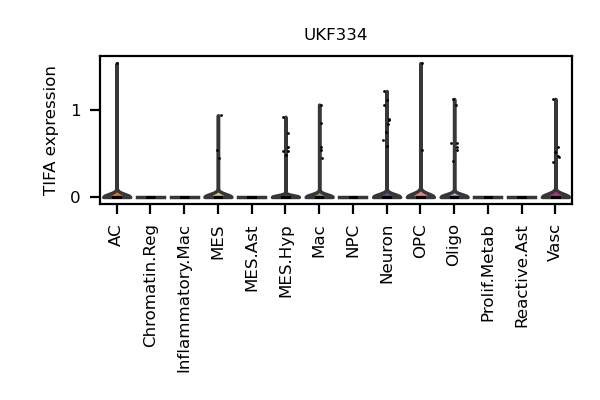 UKF334
TIFA expression
1
0
AC
Chromatin.Reg
Inflammatory.Mac
MES
MES.Ast
MES.Hyp
Mac
NPC
Neuron
OPC
Oligo
Prolif.Metab
Reactive.Ast
Vasc